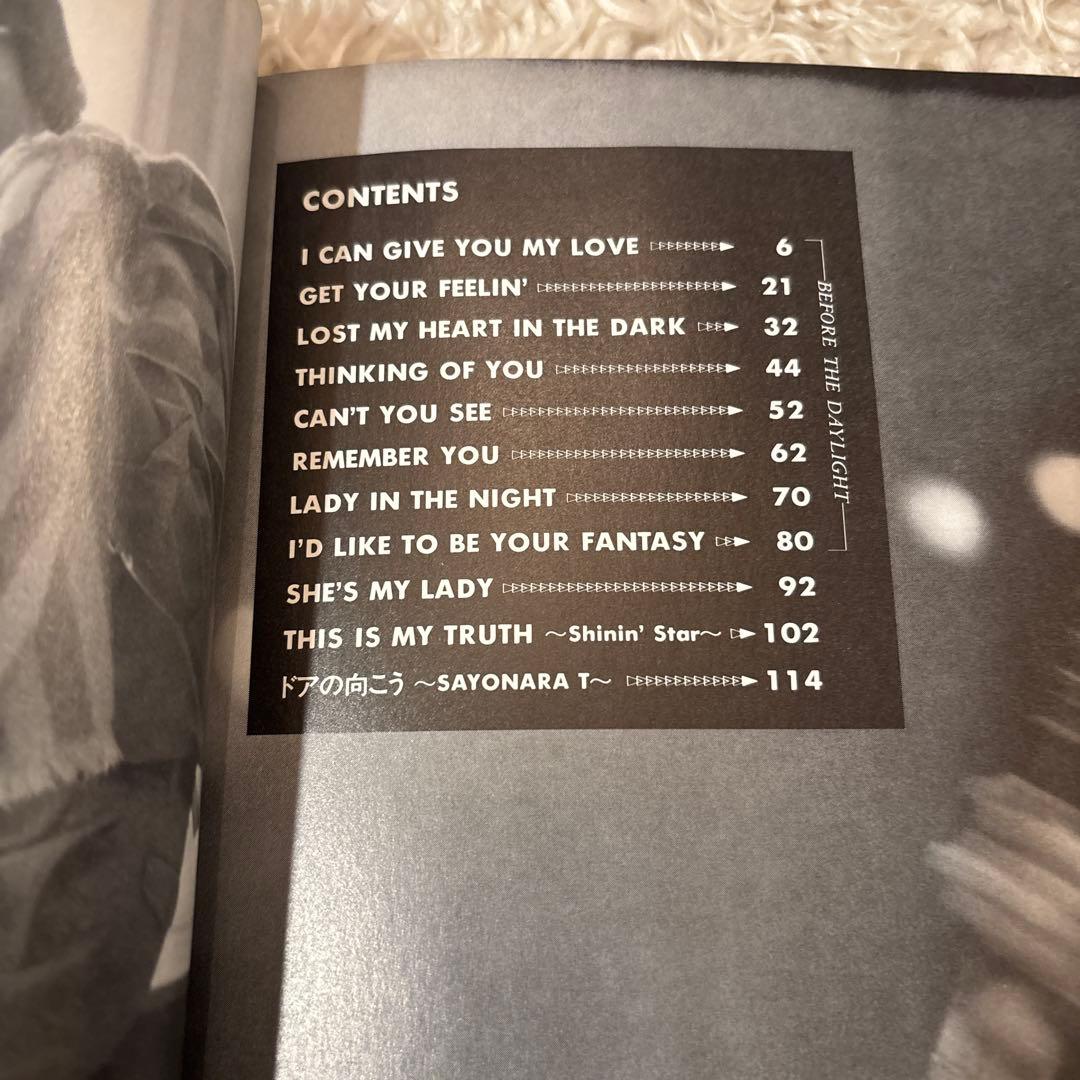 CONTENTS
I CAN GIVE YOU MY LOVE 6
GET YOUR FEELIN' 21
LOST MY HEART IN THE DARK 32
THINKING OF YOU 44
CAN'T YOU SEE 52
REMEMBER YOU 62
LADY IN THE NIGHT 70
I'D LIKE TO BE YOUR FANTASY 80
BEFORE THE DAYLIGHT
SHE'S MY LADY 92
THIS IS MY TRUTH ～Shinin' Star～ 102
ドアの向こう ～SAYONARA T～ 114